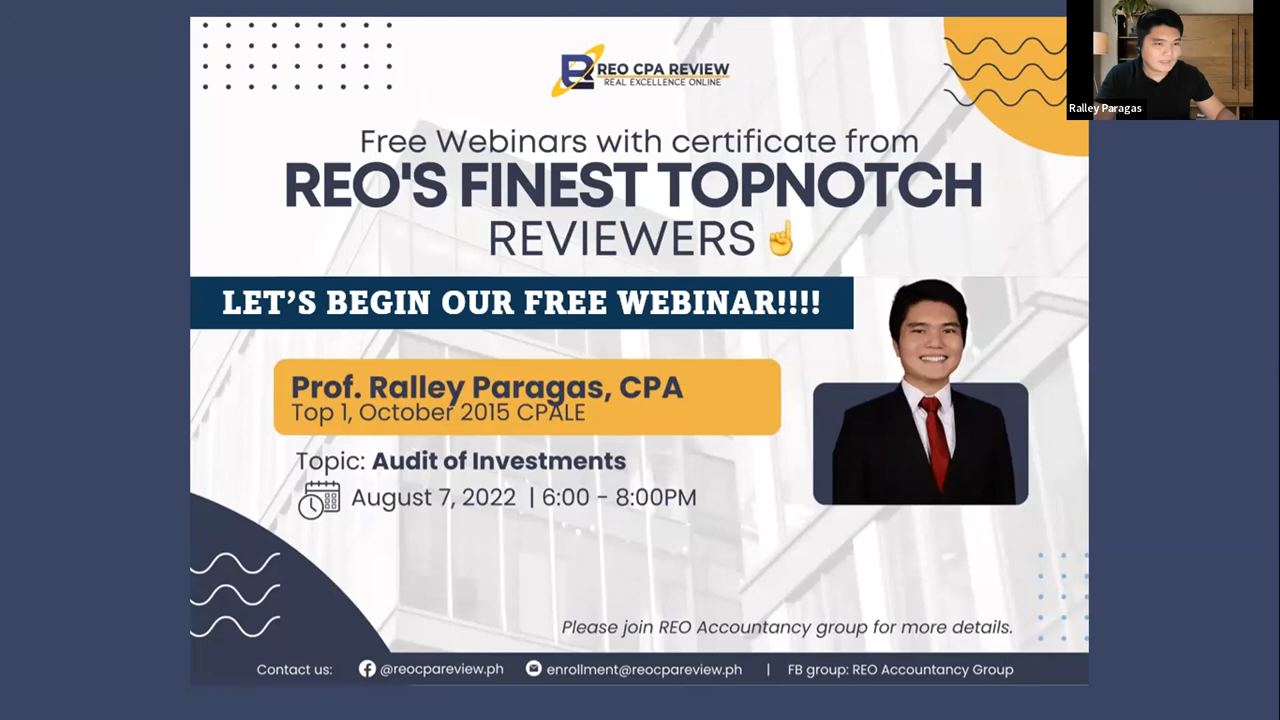 REO CPA REVIEW
REAL EXCELLENCE ONLINE
Ralley Paragas
Free Webinars with certificate from
REO'S FINEST TOPNOTCH
REVIEWERS☝
LET'S BEGIN OUR FREE WEBINAR!!!!
Prof. Ralley Paragas, CPA
Top 1, October 2015 CPALE
Topic: Audit of Investments
August 7, 2022 | 6:00 - 8:00PM
Please join REO Accountancy group for more details.
Contact us: @reocpareview.ph enrollment@reocpareview.ph | FB group: REO Accountancy Group